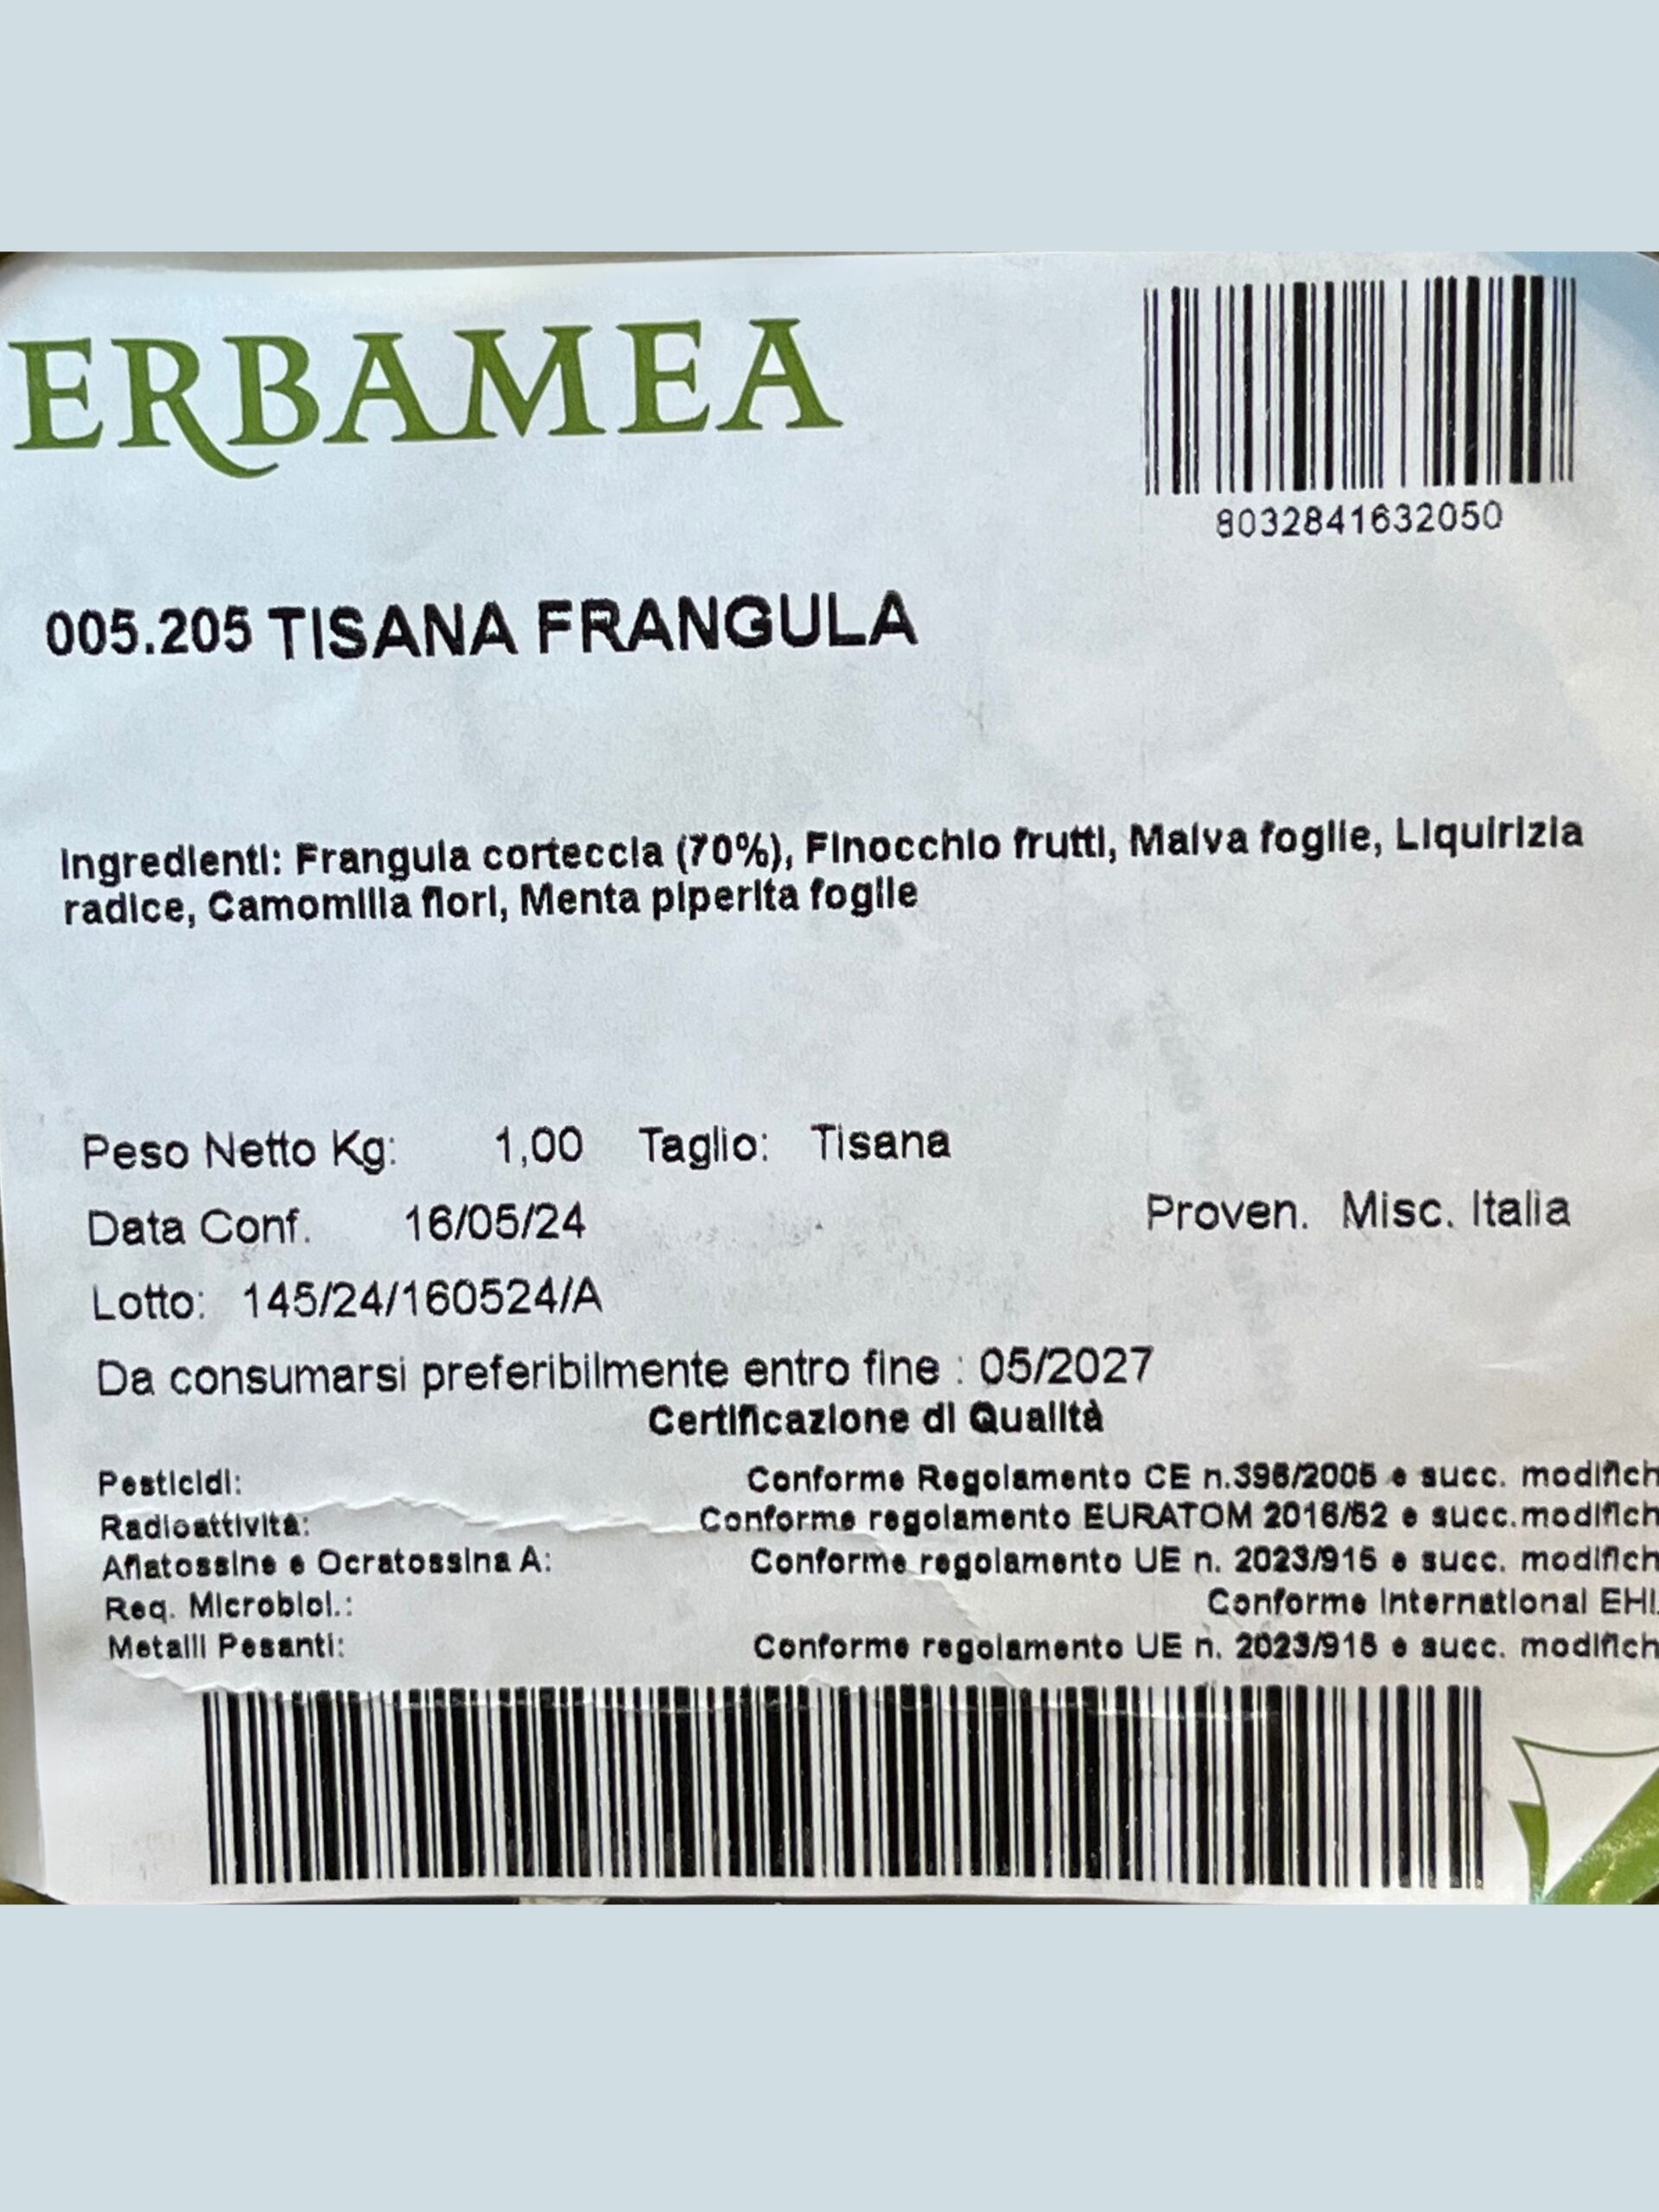 ERBAMEA
8032841632050
005.205 TISANA FRANGULA
Ingredienti: Frangula corteccia (70%), Finocchio frutti, Malva foglie, Liquirizia
radice, Camomilla fiori, Menta piperita foglie
Peso Netto Kg: 1,00 Taglio: Tisana
Data Conf. 16/05/24 Proven. Misc. Italia
Lotto: 145/24/160524/A
Da consumarsi preferibilmente entro fine : 05/2027
Certificazione di Qualità
Pesticidi: Conforme Regolamento CE n.396/2005 e succ. modifich
Radioattività: Conforme regolamento EURATOM 2016/52 e succ.modifich
Aflatossine e Ocratossina A: Conforme regolamento UE n. 2023/915 e succ. modifich
Req. Microbiol.: Conforme International EHI
Metalli Pesanti: Conforme regolamento UE n. 2023/915 e succ. modifich